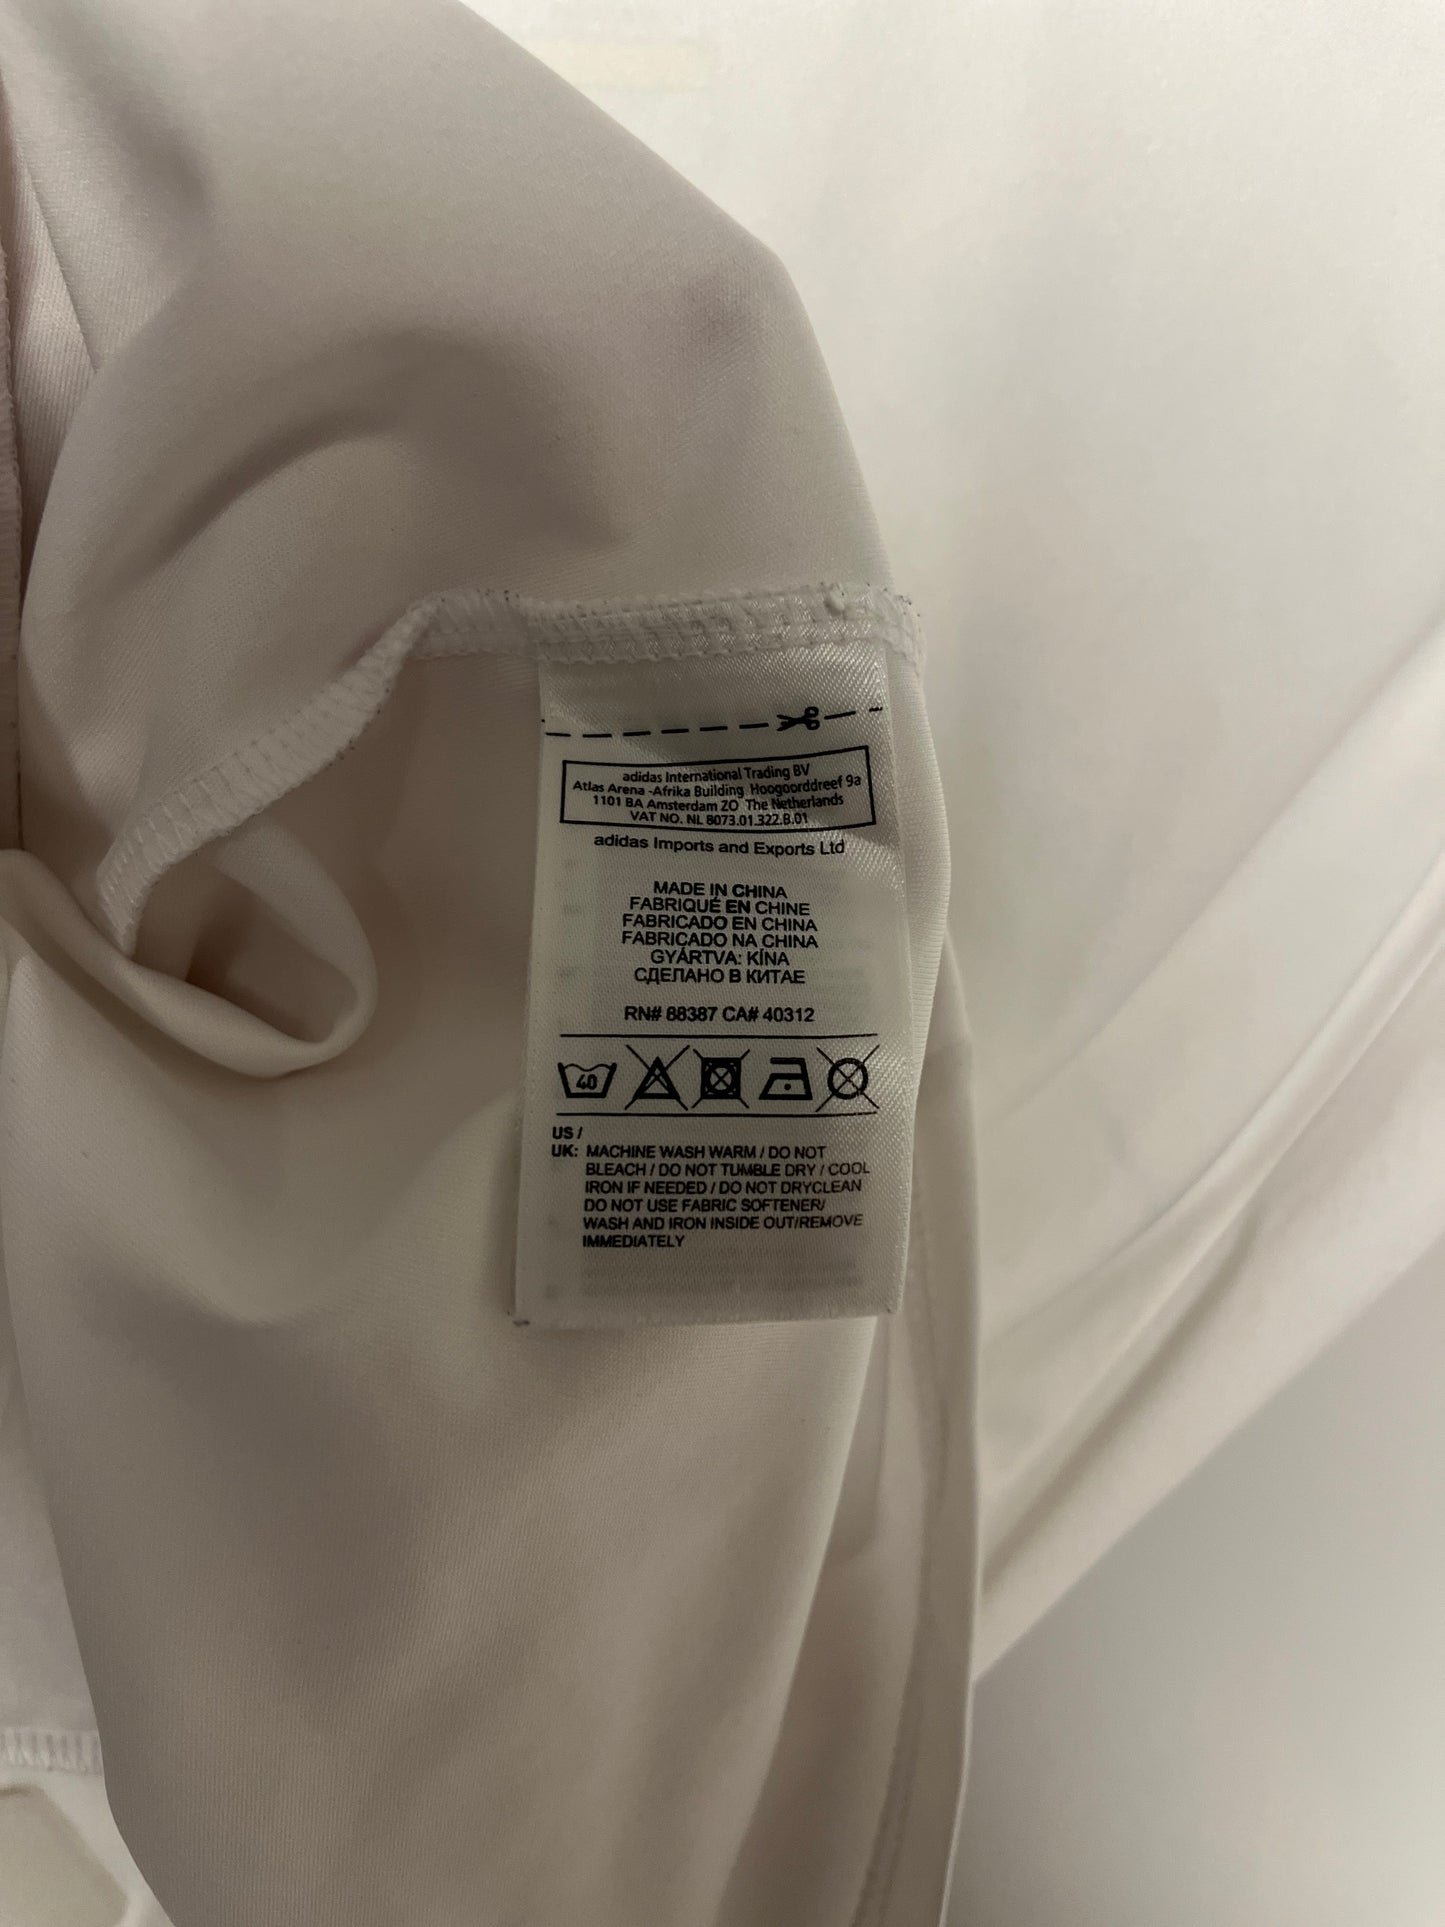 adidas International Trading BV
Atlas Arena -Afrika Building Hoogoorddreef 9a
1101 BA Amsterdam ZO The Netherlands
VAT NO. NL 8073.01.322.B.01
adidas Imports and Exports Ltd
MADE IN CHINA
FABRIQUÉ EN CHINE
FABRICADO EN CHINA
FABRICADO NA CHINA
GYÁRTVA: KÍNA
СДЕЛАНО В КИТАЕ
RN# 88387 CA# 40312
40
US /
UK: MACHINE WASH WARM / DO NOT
BLEACH / DO NOT TUMBLE DRY / COOL
IRON IF NEEDED / DO NOT DRYCLEAN
DO NOT USE FABRIC SOFTENER/
WASH AND IRON INSIDE OUT/REMOVE
IMMEDIATELY